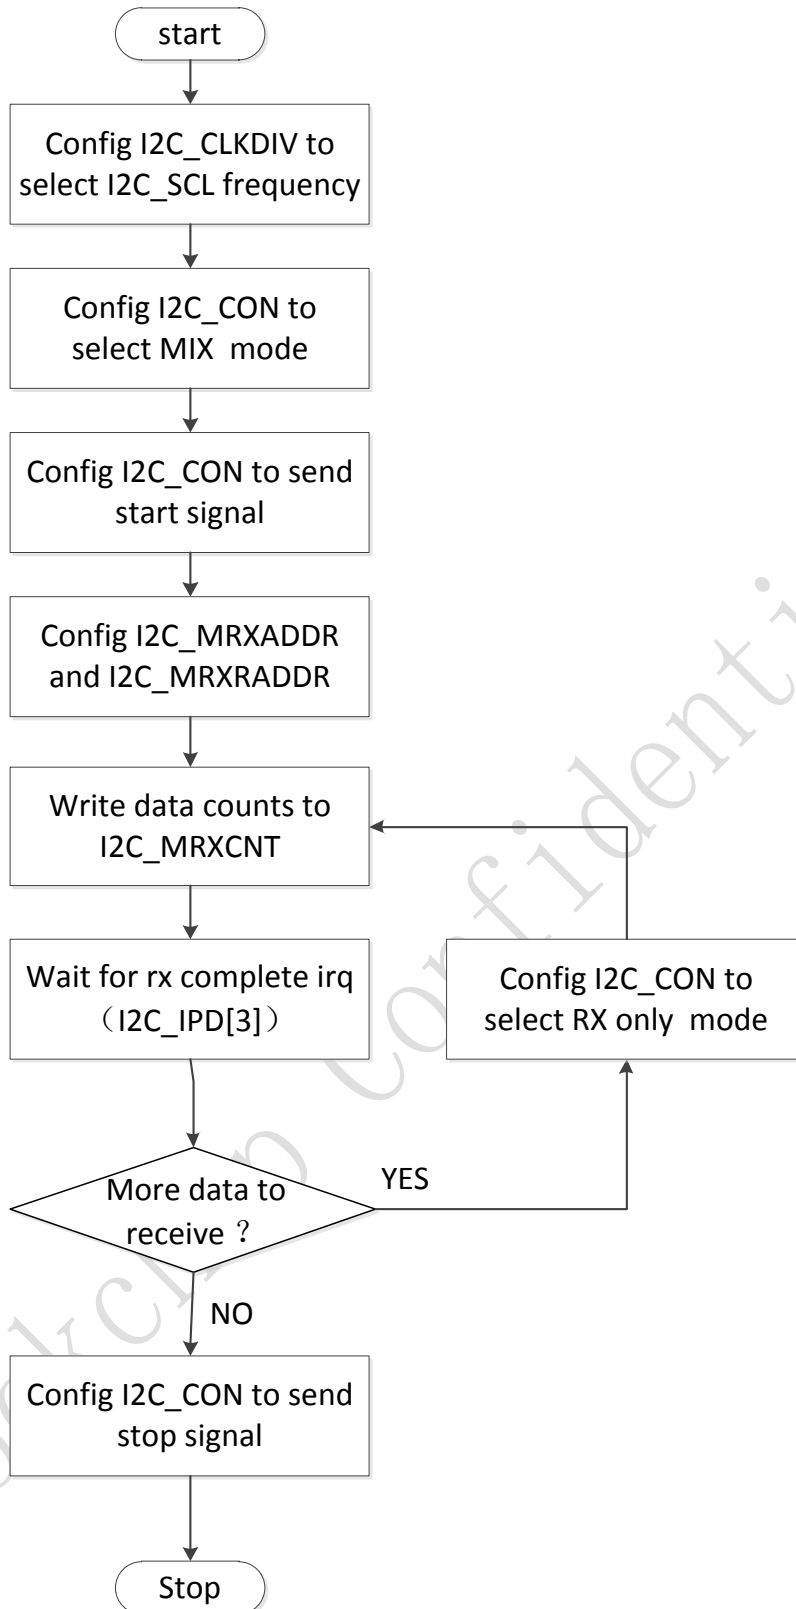 start
Config I2C_CLKDIV to
select I2C_SCL frequency
Config I2C_CON to
select MIX  mode
Config I2C_CON to send
start signal
Config I2C_MRXADDR
and I2C_MRXRADDR
Write data counts to
I2C_MRXCNT
Wait for rx complete irq
（I2C_IPD[3]）
Config I2C_CON to
select RX only  mode
More data to
receive ？
YES
NO
Config I2C_CON to send
stop signal
Stop